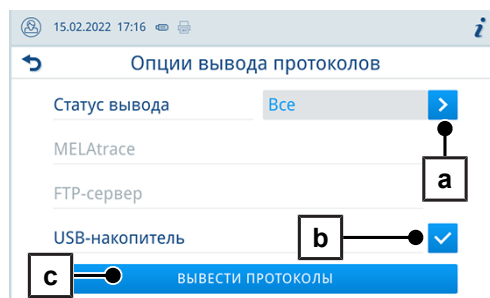 15.02.2022 17:16
i
Опции вывода протоколов
Статус вывода Все
MELAtrace
a
FTP-сервер
USB-накопитель b
c ВЫВЕСТИ ПРОТОКОЛЫ